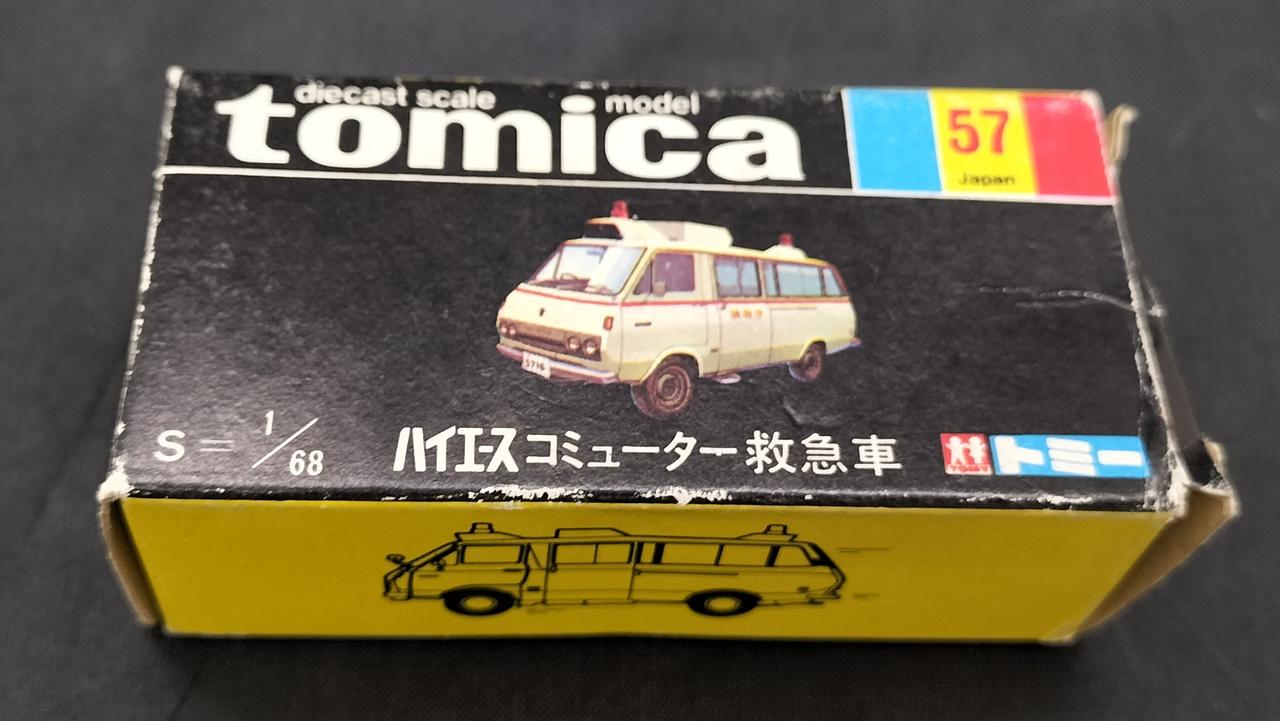 diecast scale model
tomica
57
Japan
S = 1/68
ハイエースコミューター救急車
TOMY
トミー